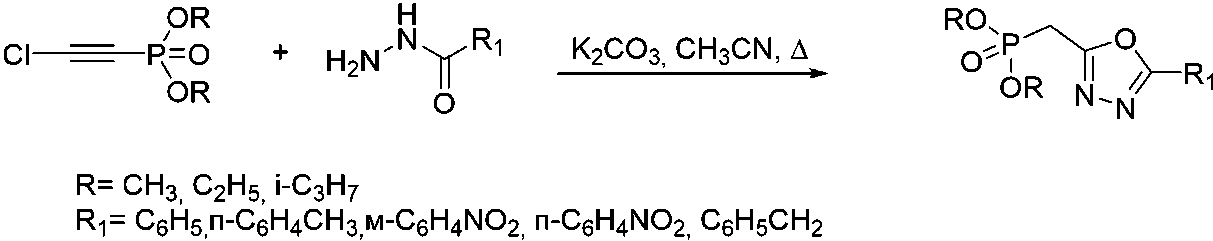 Cl P=O OR OR + H2N N H R1 O K2CO3, CH3CN, Δ RO P O OR O N N R1
R= CH3, C2H5, i-C3H7
R1= C6H5,п-C6H4CH3,м-C6H4NO2, п-C6H4NO2, C6H5CH2